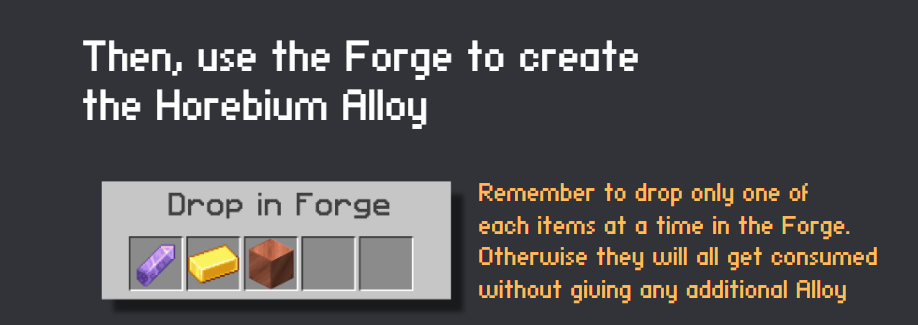 Then, use the Forge to create
the Horebium Alloy
Drop in Forge
Remember to drop only one of
each items at a time in the Forge.
Otherwise they will all get consumed
without giving any additional Alloy